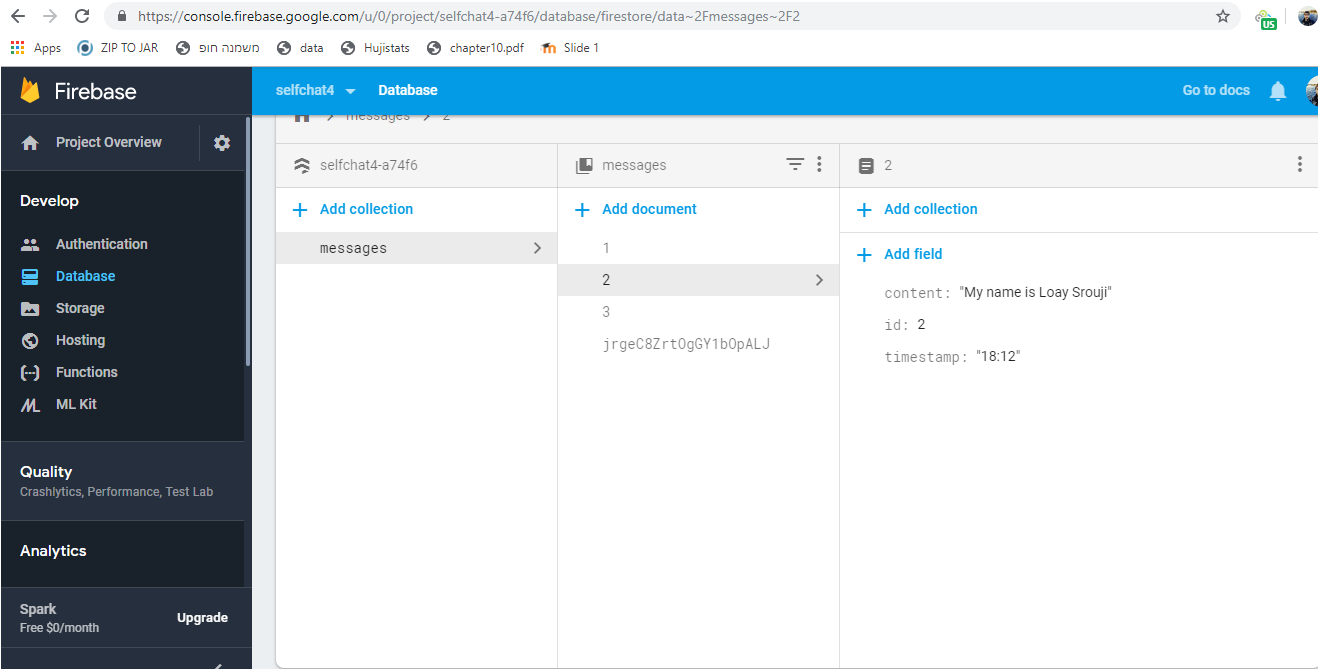 https://console.firebase.google.com/u/0/project/selfchat4-a74f6/database/firestore/data~2Fmessages~2F2
US
Apps ZIP TO JAR משמנה חופ data Hujistats chapter10.pdf Slide 1
Firebase
selfchat4 Database Go to docs
messages > 2
Project Overview
selfchat4-a74f6 messages 2
Develop
+ Add collection + Add document + Add collection
Authentication messages 1
+ Add field
Database 2
content: "My name is Loay Srouji"
Storage 3
id: 2
Hosting jrgeC8ZrtOgGY1bOpALJ
timestamp: "18:12"
Functions
ML ML Kit
Quality
Crashlytics, Performance, Test Lab
Analytics
Spark
Free $0/month
Upgrade